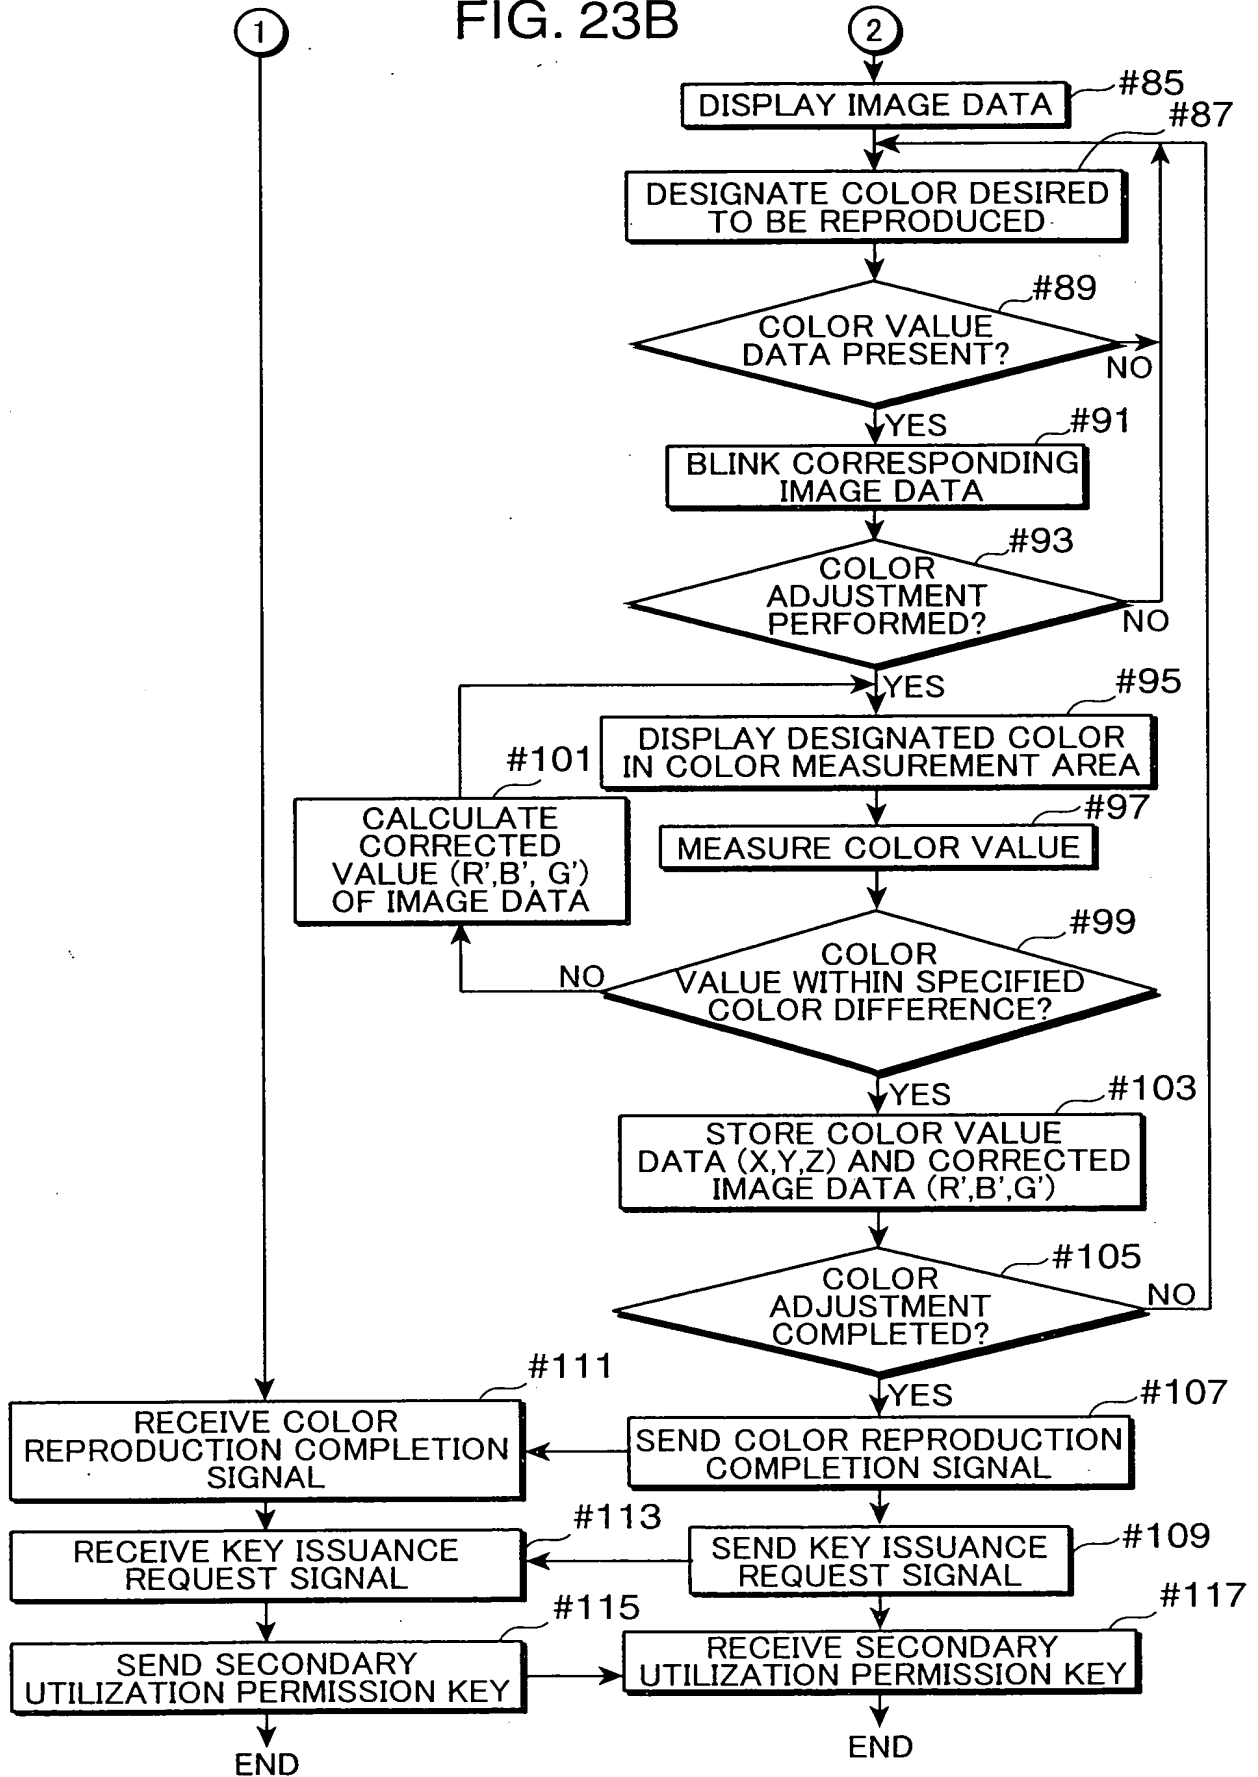 FIG. 23B
1
2
#85
DISPLAY IMAGE DATA
#87
DESIGNATE COLOR DESIRED
TO BE REPRODUCED
#89
COLOR VALUE
DATA PRESENT?
NO
YES
#91
BLINK CORRESPONDING
IMAGE DATA
#93
COLOR
ADJUSTMENT
PERFORMED?
NO
YES
#95
DISPLAY DESIGNATED COLOR
IN COLOR MEASUREMENT AREA
#101
CALCULATE
CORRECTED
VALUE (R',B', G')
OF IMAGE DATA
#97
MEASURE COLOR VALUE
#99
COLOR
VALUE WITHIN SPECIFIED
COLOR DIFFERENCE?
NO
YES
#103
STORE COLOR VALUE
DATA (X,Y,Z) AND CORRECTED
IMAGE DATA (R',B',G')
#105
COLOR
ADJUSTMENT
COMPLETED?
NO
YES
#111
RECEIVE COLOR
REPRODUCTION COMPLETION
SIGNAL
#107
SEND COLOR REPRODUCTION
COMPLETION SIGNAL
#113
RECEIVE KEY ISSUANCE
REQUEST SIGNAL
#109
SEND KEY ISSUANCE
REQUEST SIGNAL
#115
SEND SECONDARY
UTILIZATION PERMISSION KEY
#117
RECEIVE SECONDARY
UTILIZATION PERMISSION KEY
END
END